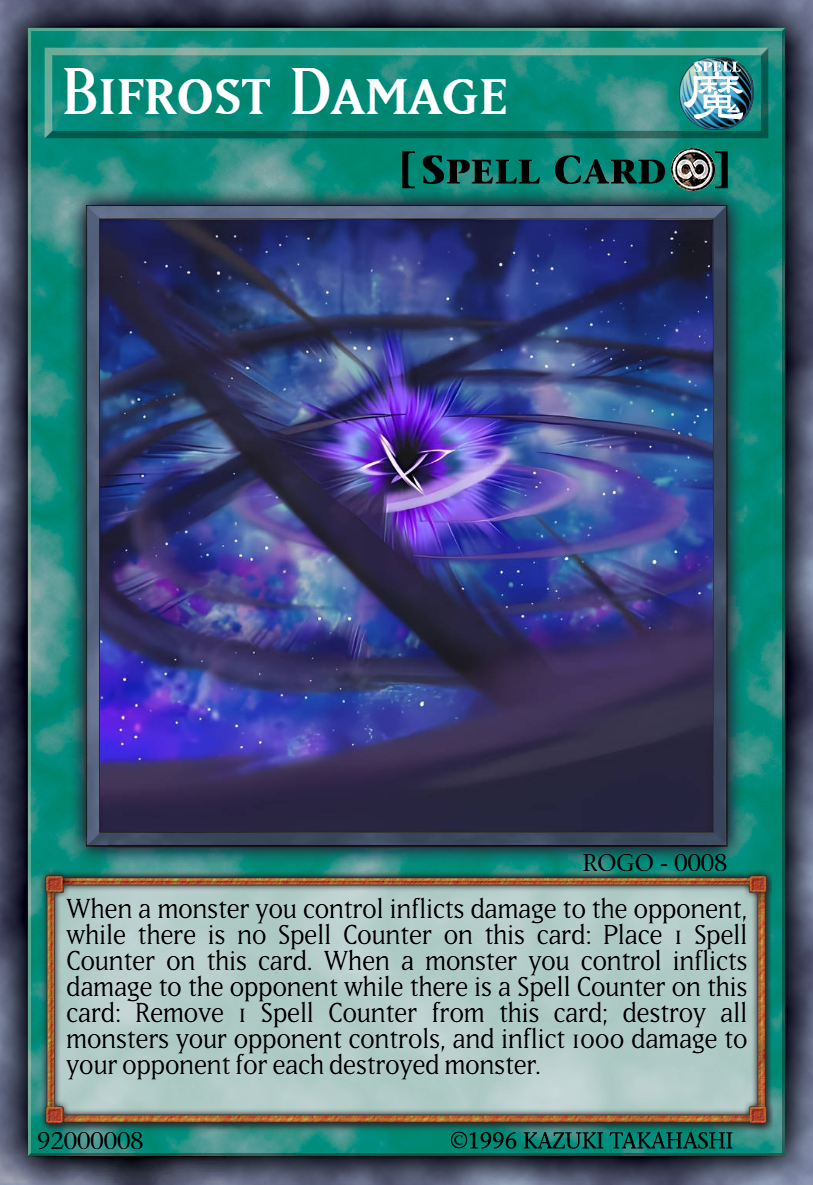 Bifrost Damage
SPELL
魔
[Spell Card]
ROGO - 0008
When a monster you control inflicts damage to the opponent,
while there is no Spell Counter on this card: Place 1 Spell
Counter on this card. When a monster you control inflicts
damage to the opponent while there is a Spell Counter on this
card: Remove 1 Spell Counter from this card; destroy all
monsters your opponent controls, and inflict 1000 damage to
your opponent for each destroyed monster.
92000008
©1996 KAZUKI TAKAHASHI